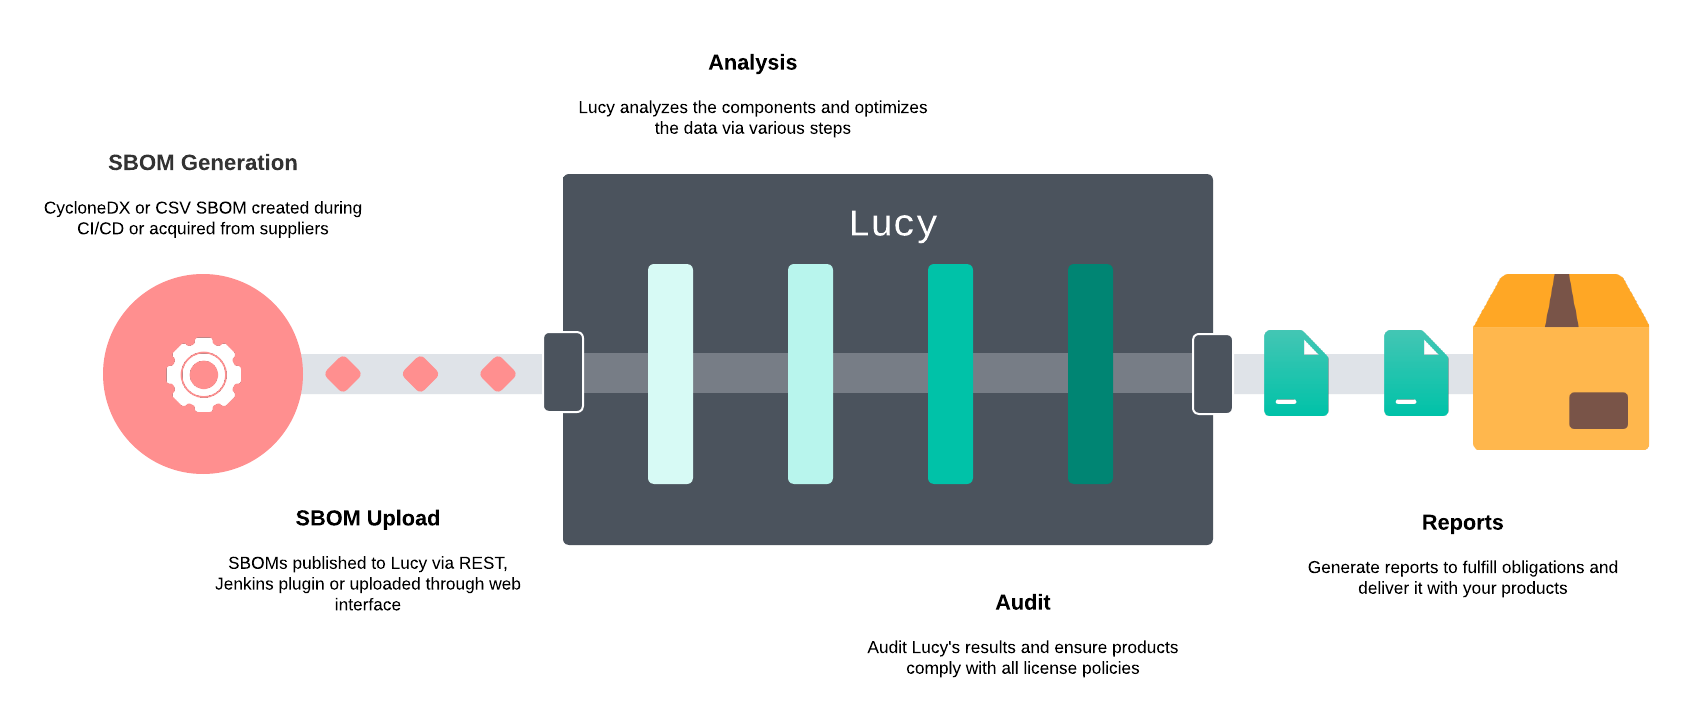 Analysis
Lucy analyzes the components and optimizes
the data via various steps
SBOM Generation
CycloneDX or CSV SBOM created during
CI/CD or acquired from suppliers
Lucy
SBOM Upload
SBOMs published to Lucy via REST,
Jenkins plugin or uploaded through web
interface
Audit
Audit Lucy's results and ensure products
comply with all license policies
Reports
Generate reports to fulfill obligations and
deliver it with your products